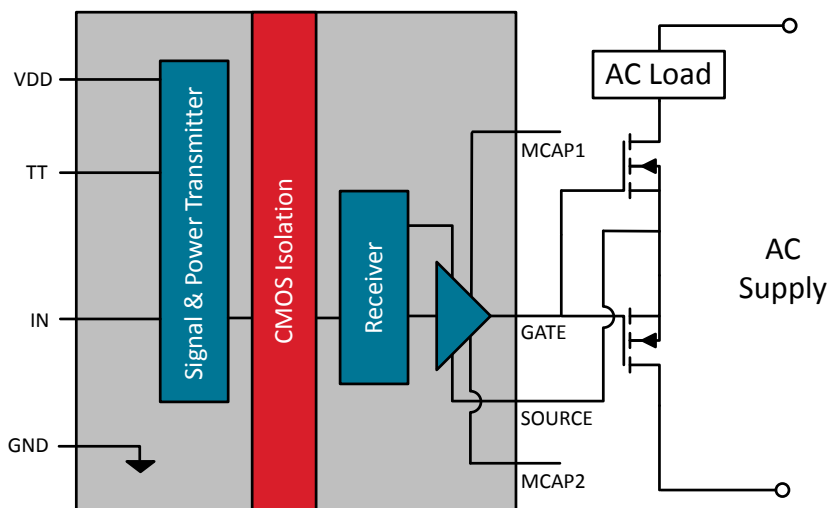 VDD
TT
IN
GND
Signal & Power Transmitter
CMOS Isolation
Receiver
MCAP1
GATE
SOURCE
MCAP2
AC Load
AC
Supply